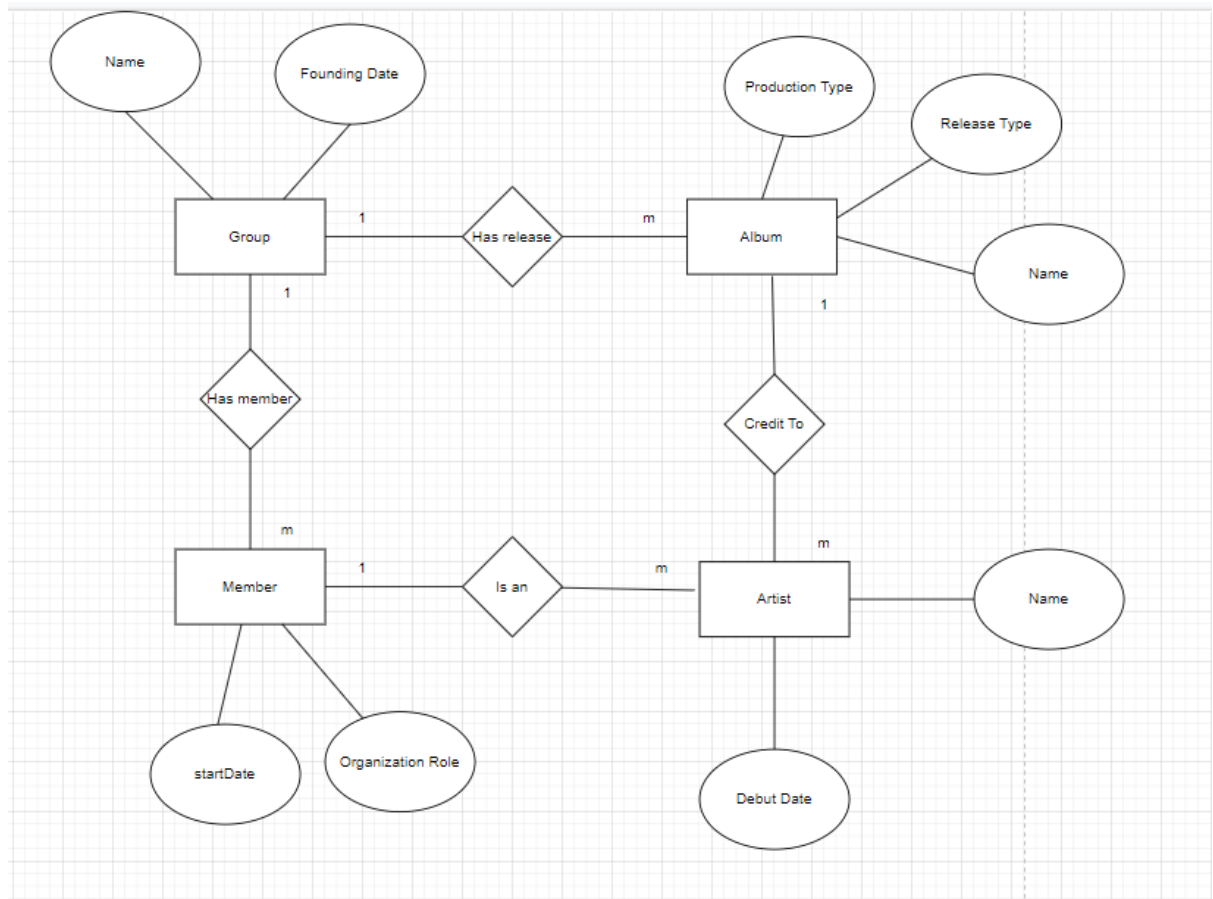 Name
Founding Date
Production Type
Release Type
Group
1
Has release
m
Album
Name
1
1
Has member
Credit To
m
m
Member
1
Is an
m
Artist
Name
startDate
Organization Role
Debut Date